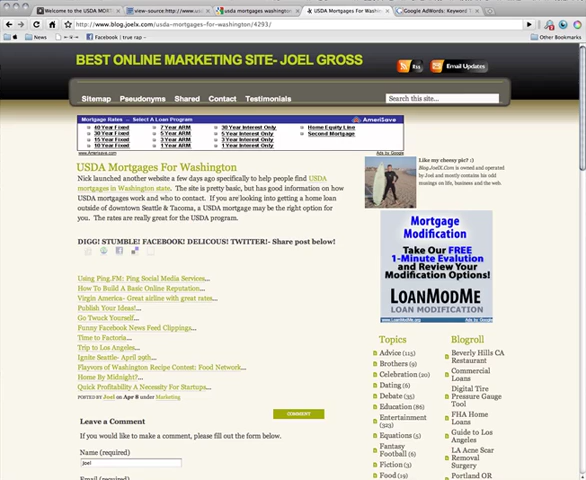 Welcome to the USDA MOR
view-source:http://www.usd
usda mortgages washington
USDA Mortgages For Washingt
Google AdWords: Keyword T
http://www.blog.joelx.com/usda-mortgages-for-washington/4293/
News
Facebook | true rap
Other Bookmarks
BEST ONLINE MARKETING SITE- JOEL GROSS
Rss
Email Updates
Sitemap Pseudonyms Shared Contact Testimonials
Search this site...
Mortgage Rates - Select A Loan Program
AmeriSave
40 Year Fixed
7 Year ARM
30 Year Interest Only
Home Equity Line
30 Year Fixed
5 Year ARM
5 Year Interest Only
Second Mortgage
15 Year Fixed
3 Year ARM
3 Year Interest Only
10 Year Fixed
1 Year ARM
1 Year Interest Only
www.Amerisave.com
Ads by Google
USDA Mortgages For Washington
Nick launched another website a few days ago specifically to help people find USDA
mortgages in Washington state. The site is pretty basic, but has good information on
how USDA mortgages work and who to contact. If you are looking into getting a home loan
outside of downtown Seattle & Tacoma, a USDA mortgage may be the right option for
you. The rates are really great for the USDA program.
DIGG! STUMBLE! FACEBOOK! DELICOUS! TWITTER!- Share post below!
Using Ping.FM: Ping Social Media Services...
How To Build A Basic Online Reputation...
Virgin America- Great airline with great rates...
Publish Your Ideas!...
Go Twuck Yourself...
Funny Facebook News Feed Clippings...
Time to Factoria...
Trip to Los Angeles...
Ignite Seattle- April 29th...
Flayvors of Washington Recipe Contest: Food Network...
Home By Midnight?...
Quick Profitability A Necessity For Startups...
POSTED BY Joel on Apr 8 under Marketing
COMMENT
Leave a Comment
If you would like to make a comment, please fill out the form below.
Name (required)
Joel
Email (required)
Like my cheesy pic? :)
Blog.JoelX.Com is owned and operated
by Joel and mostly contains his odd
musings on life, business and the web.
Mortgage
Modification
Take Our FREE
1-Minute Evalution
and Review Your
Modification Options!
LOANMODME
LOAN MODIFICATION
www.LoanModMe.org
Ads by Google
Topics
Advice (115)
Brothers (9)
Celebration (20)
Dating (6)
Debate (35)
Education (86)
Entertainment
(323)
Equations (5)
Fantasy
Football (6)
Fiction (3)
Food (19)
Blogroll
Beverly Hills CA
Restaurant
Commercial
Loans
Digital Tire
Pressure Gauge
Tool
FHA Home
Loans
Guide to Los
Angeles
LA Acne Scar
Removal
Surgery
Portland OR